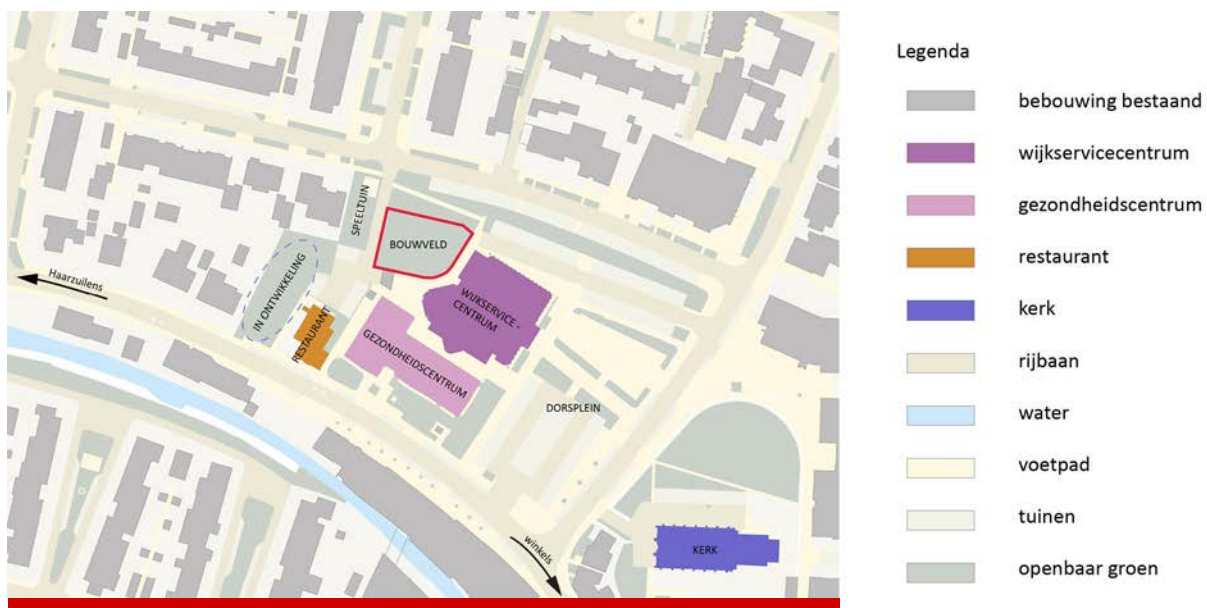 SPEELTUIN
BOUWVELD
Haarzuilens
IN ONTWIKKELING
RESTAURANT
WIJKSERVICE -
CENTRUM
GEZONDHEIDSCENTRUM
DORSPLEIN
winkels
KERK
Legenda
bebouwing bestaand
wijkservicecentrum
gezondheidscentrum
restaurant
kerk
rijbaan
water
voetpad
tuinen
openbaar groen